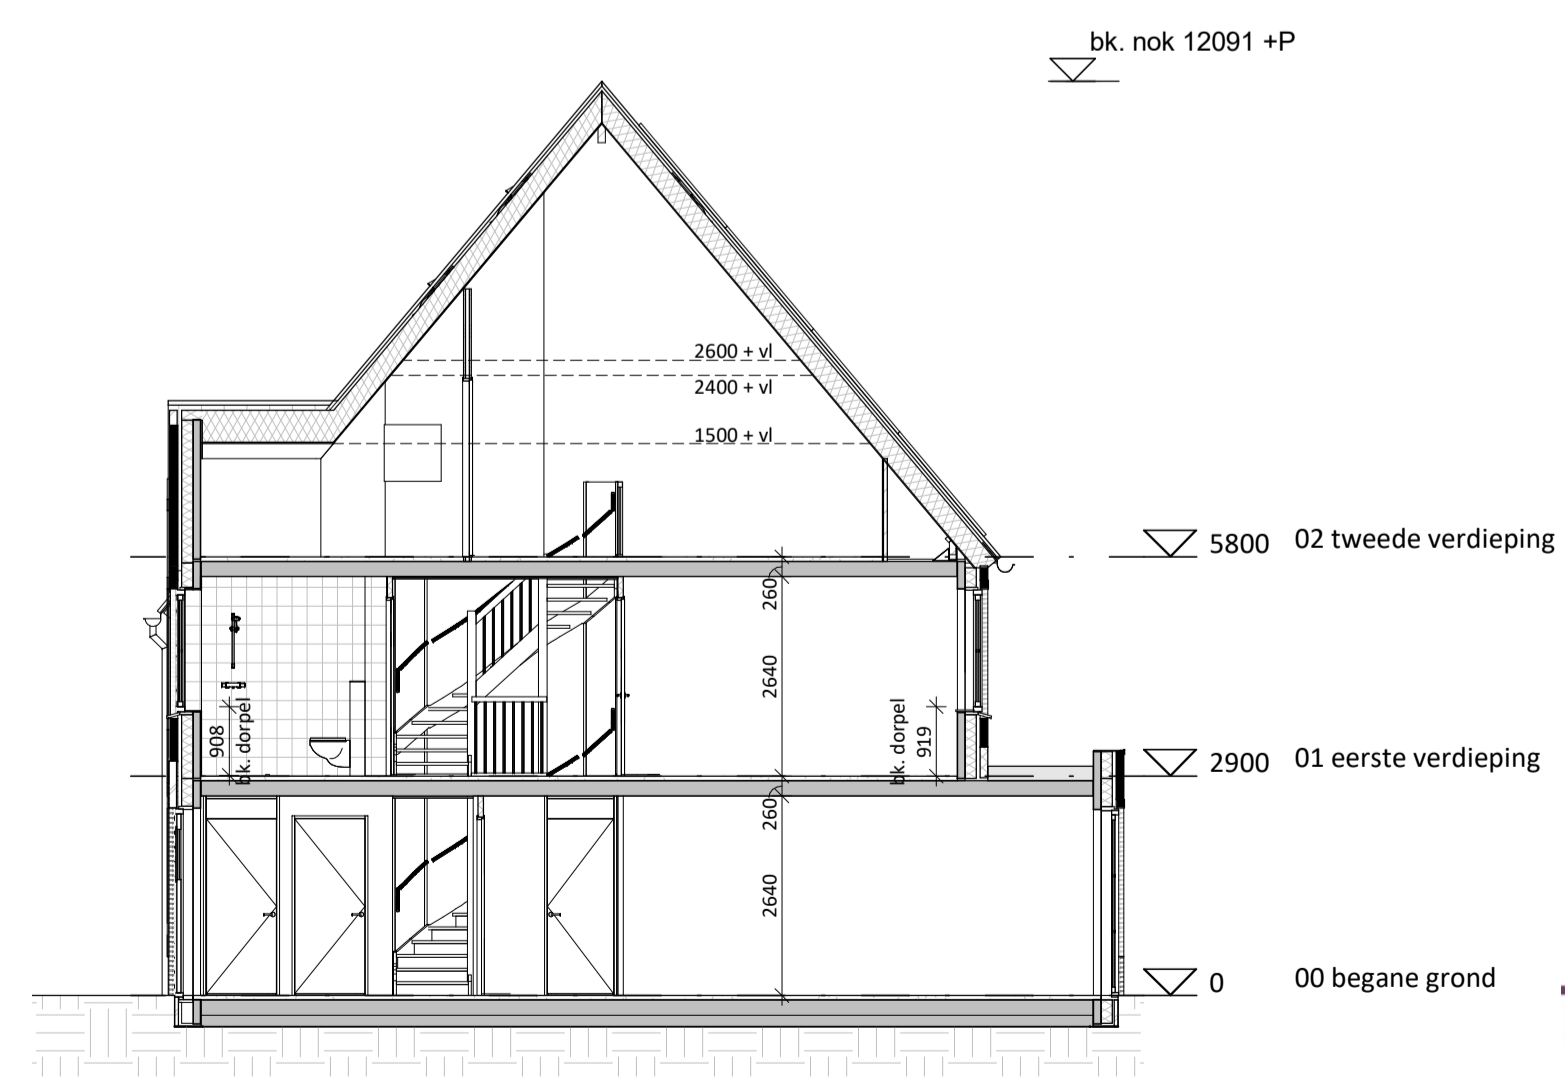 bk. nok 12091 +P
2600 + vl
2400 + vl
1500 + vl
5800 02 tweede verdieping
260
2640
908
bk. dorpel
bk. dorpel
919
2900 01 eerste verdieping
260
2640
0 00 begane grond